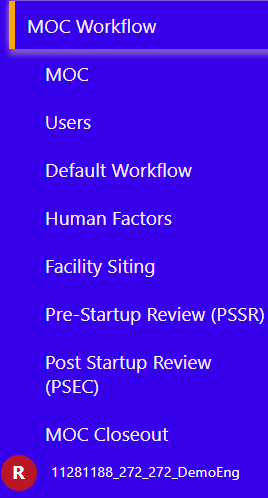 MOC Workflow
MOC
Users
Default Workflow
Human Factors
Facility Siting
Pre-Startup Review (PSSR)
Post Startup Review
(PSEC)
MOC Closeout
R 11281188_272_272_DemoEng